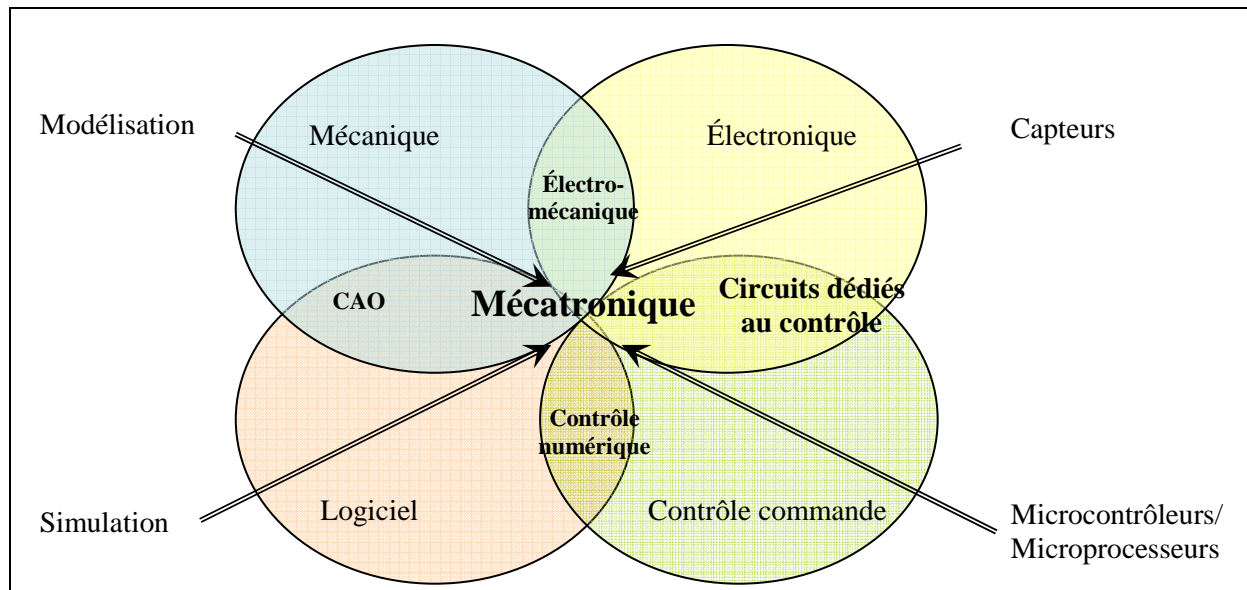 Modélisation
Mécanique
Électronique
Capteurs
Électro-
mécanique
CAO
Mécatronique
Circuits dédiés
au contrôle
Contrôle
numérique
Simulation
Logiciel
Contrôle commande
Microcontrôleurs/
Microprocesseurs